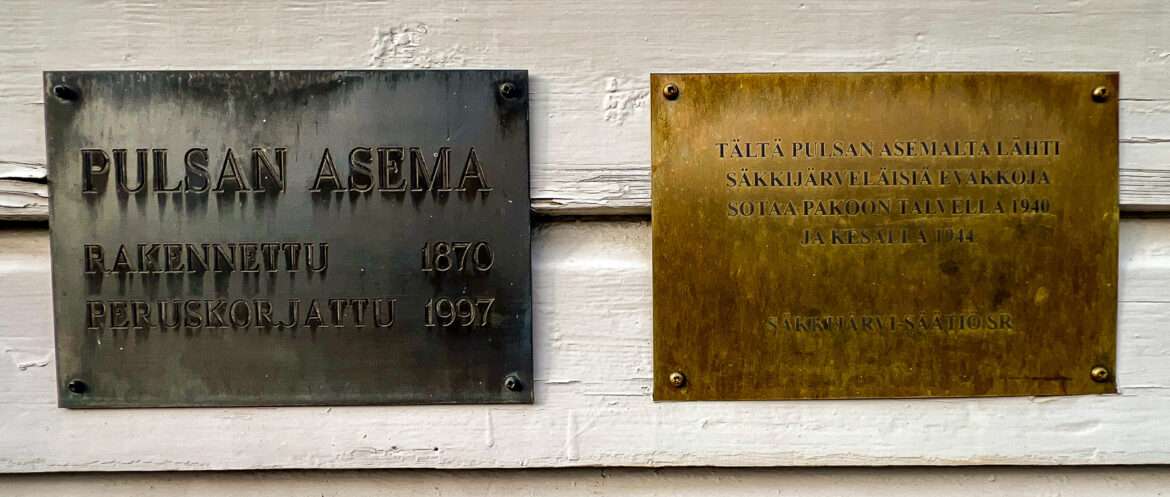 PULSAN ASEMA
RAKENNETTU 1870
PERUSKORJATTU 1997
TÄLTÄ PULSAN ASEMALTA LÄHTI
SÄKKIJÄRVELÄISIÄ EVAKKOJA
SOTAA PAKOON TALVELLA 1940
JA KESÄLLÄ 1944
SÄKKIJÄRVI-SÄÄTIÖ SR